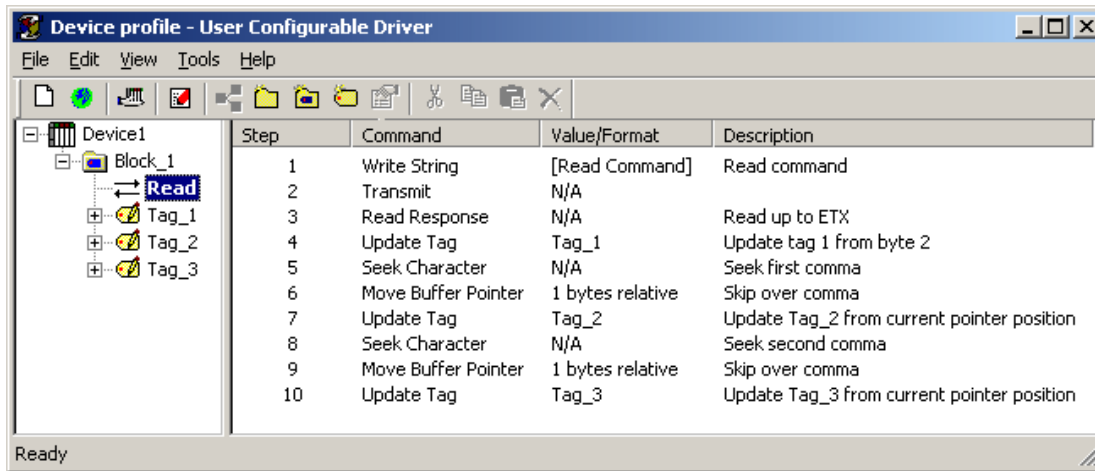 Device profile - User Configurable Driver
File Edit View Tools Help
Device1
Block_1
Read
Tag_1
Tag_2
Tag_3
Step Command Value/Format Description
1 Write String [Read Command] Read command
2 Transmit N/A
3 Read Response N/A Read up to ETX
4 Update Tag Tag_1 Update tag 1 from byte 2
5 Seek Character N/A Seek first comma
6 Move Buffer Pointer 1 bytes relative Skip over comma
7 Update Tag Tag_2 Update Tag_2 from current pointer position
8 Seek Character N/A Seek second comma
9 Move Buffer Pointer 1 bytes relative Skip over comma
10 Update Tag Tag_3 Update Tag_3 from current pointer position
Ready